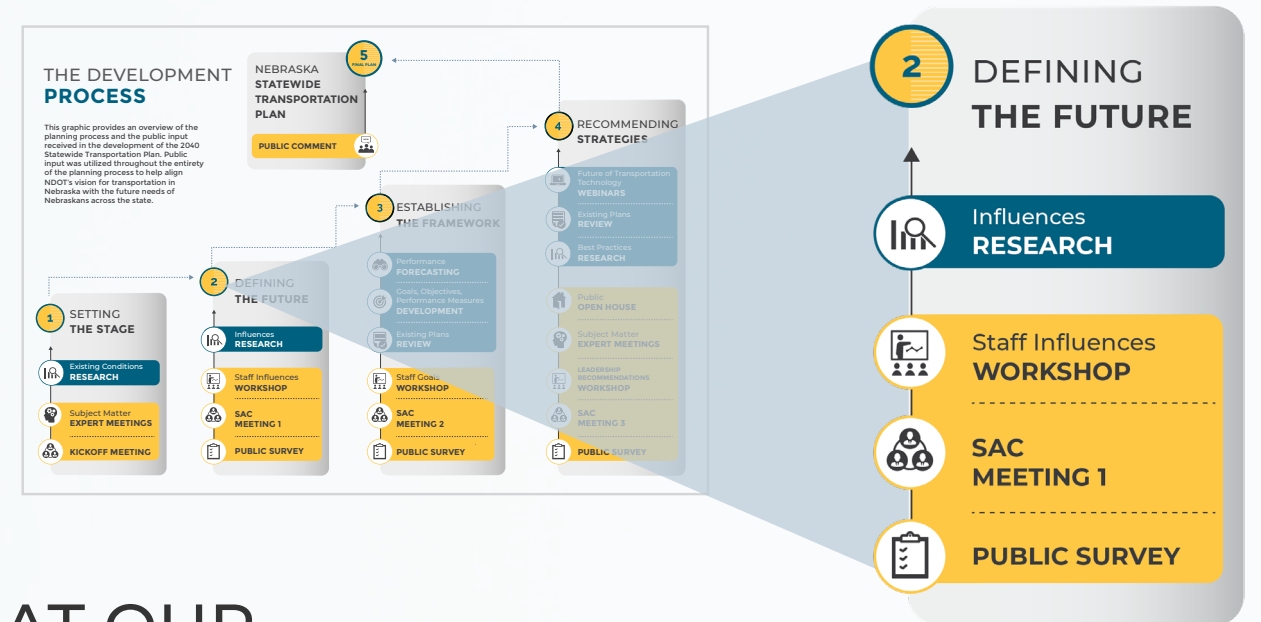 THE DEVELOPMENT
PROCESS
This graphic provides an overview of the
planning process and the public input
received in the development of the 2040
Statewide Transportation Plan. Public
input was utilized throughout the entirety
of the planning process to help align
NDOT's vision for transportation in
Nebraska with the future needs of
Nebraskans across the state.
1
SETTING
THE STAGE
Existing Conditions
RESEARCH
Subject Matter
EXPERT MEETINGS
KICKOFF MEETING
2
DEFINING
THE FUTURE
Influences
RESEARCH
Staff Influences
WORKSHOP
SAC
MEETING 1
PUBLIC SURVEY
3
ESTABLISHING
THE FRAMEWORK
Performance
FORECASTING
Goals, Objectives,
Performance Measures
DEVELOPMENT
Existing Plans
REVIEW
Staff Goals
WORKSHOP
SAC
MEETING 2
PUBLIC SURVEY
4
RECOMMENDING
STRATEGIES
Future of Transportation
Technology
WEBINARS
Existing Plans
REVIEW
Best Practices
RESEARCH
Public
OPEN HOUSE
Subject Matter
EXPERT MEETINGS
LEADERSHIP
RECOMMENDATIONS
WORKSHOP
SAC
MEETING 3
PUBLIC SURVEY
5
FINAL PLAN
NEBRASKA
STATEWIDE
TRANSPORTATION
PLAN
PUBLIC COMMENT
2
DEFINING
THE FUTURE
Influences
RESEARCH
Staff Influences
WORKSHOP
SAC
MEETING 1
PUBLIC SURVEY
AT OUR